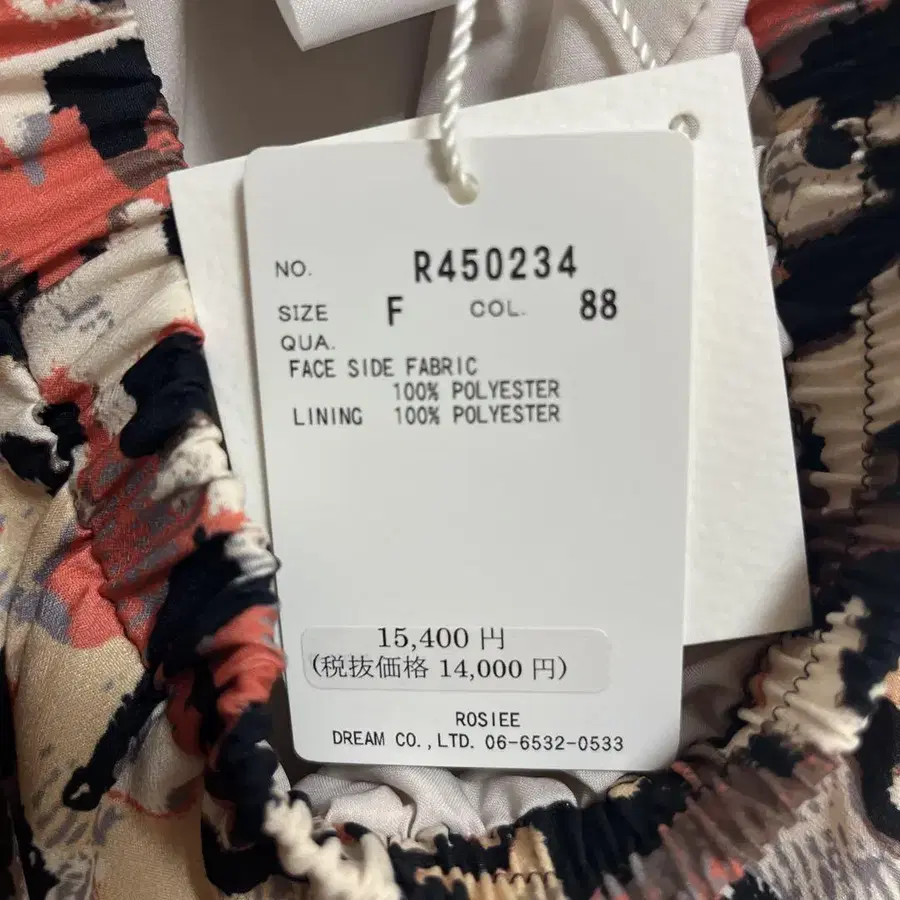 NO. R450234
SIZE F COL. 88
QUA.
FACE SIDE FABRIC
100% POLYESTER
LINING 100% POLYESTER
15,400 円
(税抜価格 14,000 円)
ROSIEE
DREAM CO.,LTD. 06-6532-0533